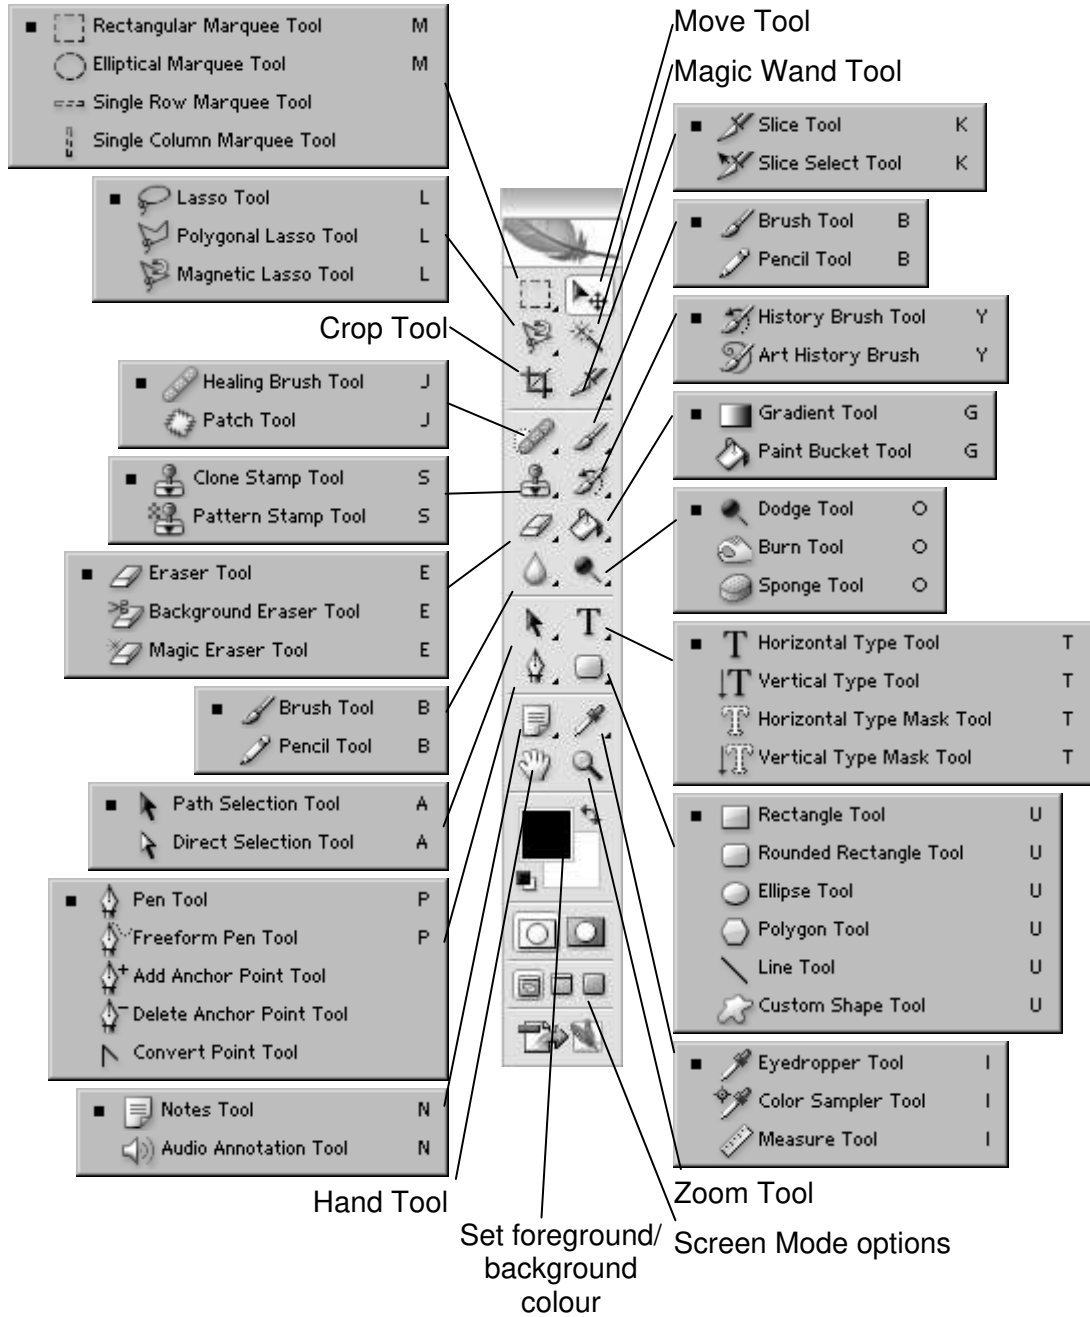 Rectangular Marquee Tool M
Elliptical Marquee Tool M
Single Row Marquee Tool
Single Column Marquee Tool
Lasso Tool L
Polygonal Lasso Tool L
Magnetic Lasso Tool L
Crop Tool
Healing Brush Tool J
Patch Tool J
Clone Stamp Tool S
Pattern Stamp Tool S
Eraser Tool E
Background Eraser Tool E
Magic Eraser Tool E
Brush Tool B
Pencil Tool B
Path Selection Tool A
Direct Selection Tool A
Pen Tool P
Freeform Pen Tool P
Add Anchor Point Tool
Delete Anchor Point Tool
Convert Point Tool
Notes Tool N
Audio Annotation Tool N
Hand Tool
Set foreground/
background
colour
Move Tool
Magic Wand Tool
Slice Tool K
Slice Select Tool K
Brush Tool B
Pencil Tool B
History Brush Tool Y
Art History Brush Y
Gradient Tool G
Paint Bucket Tool G
Dodge Tool O
Burn Tool O
Sponge Tool O
Horizontal Type Tool T
Vertical Type Tool T
Horizontal Type Mask Tool T
Vertical Type Mask Tool T
Rectangle Tool U
Rounded Rectangle Tool U
Ellipse Tool U
Polygon Tool U
Line Tool U
Custom Shape Tool U
Eyedropper Tool I
Color Sampler Tool I
Measure Tool I
Zoom Tool
Screen Mode options